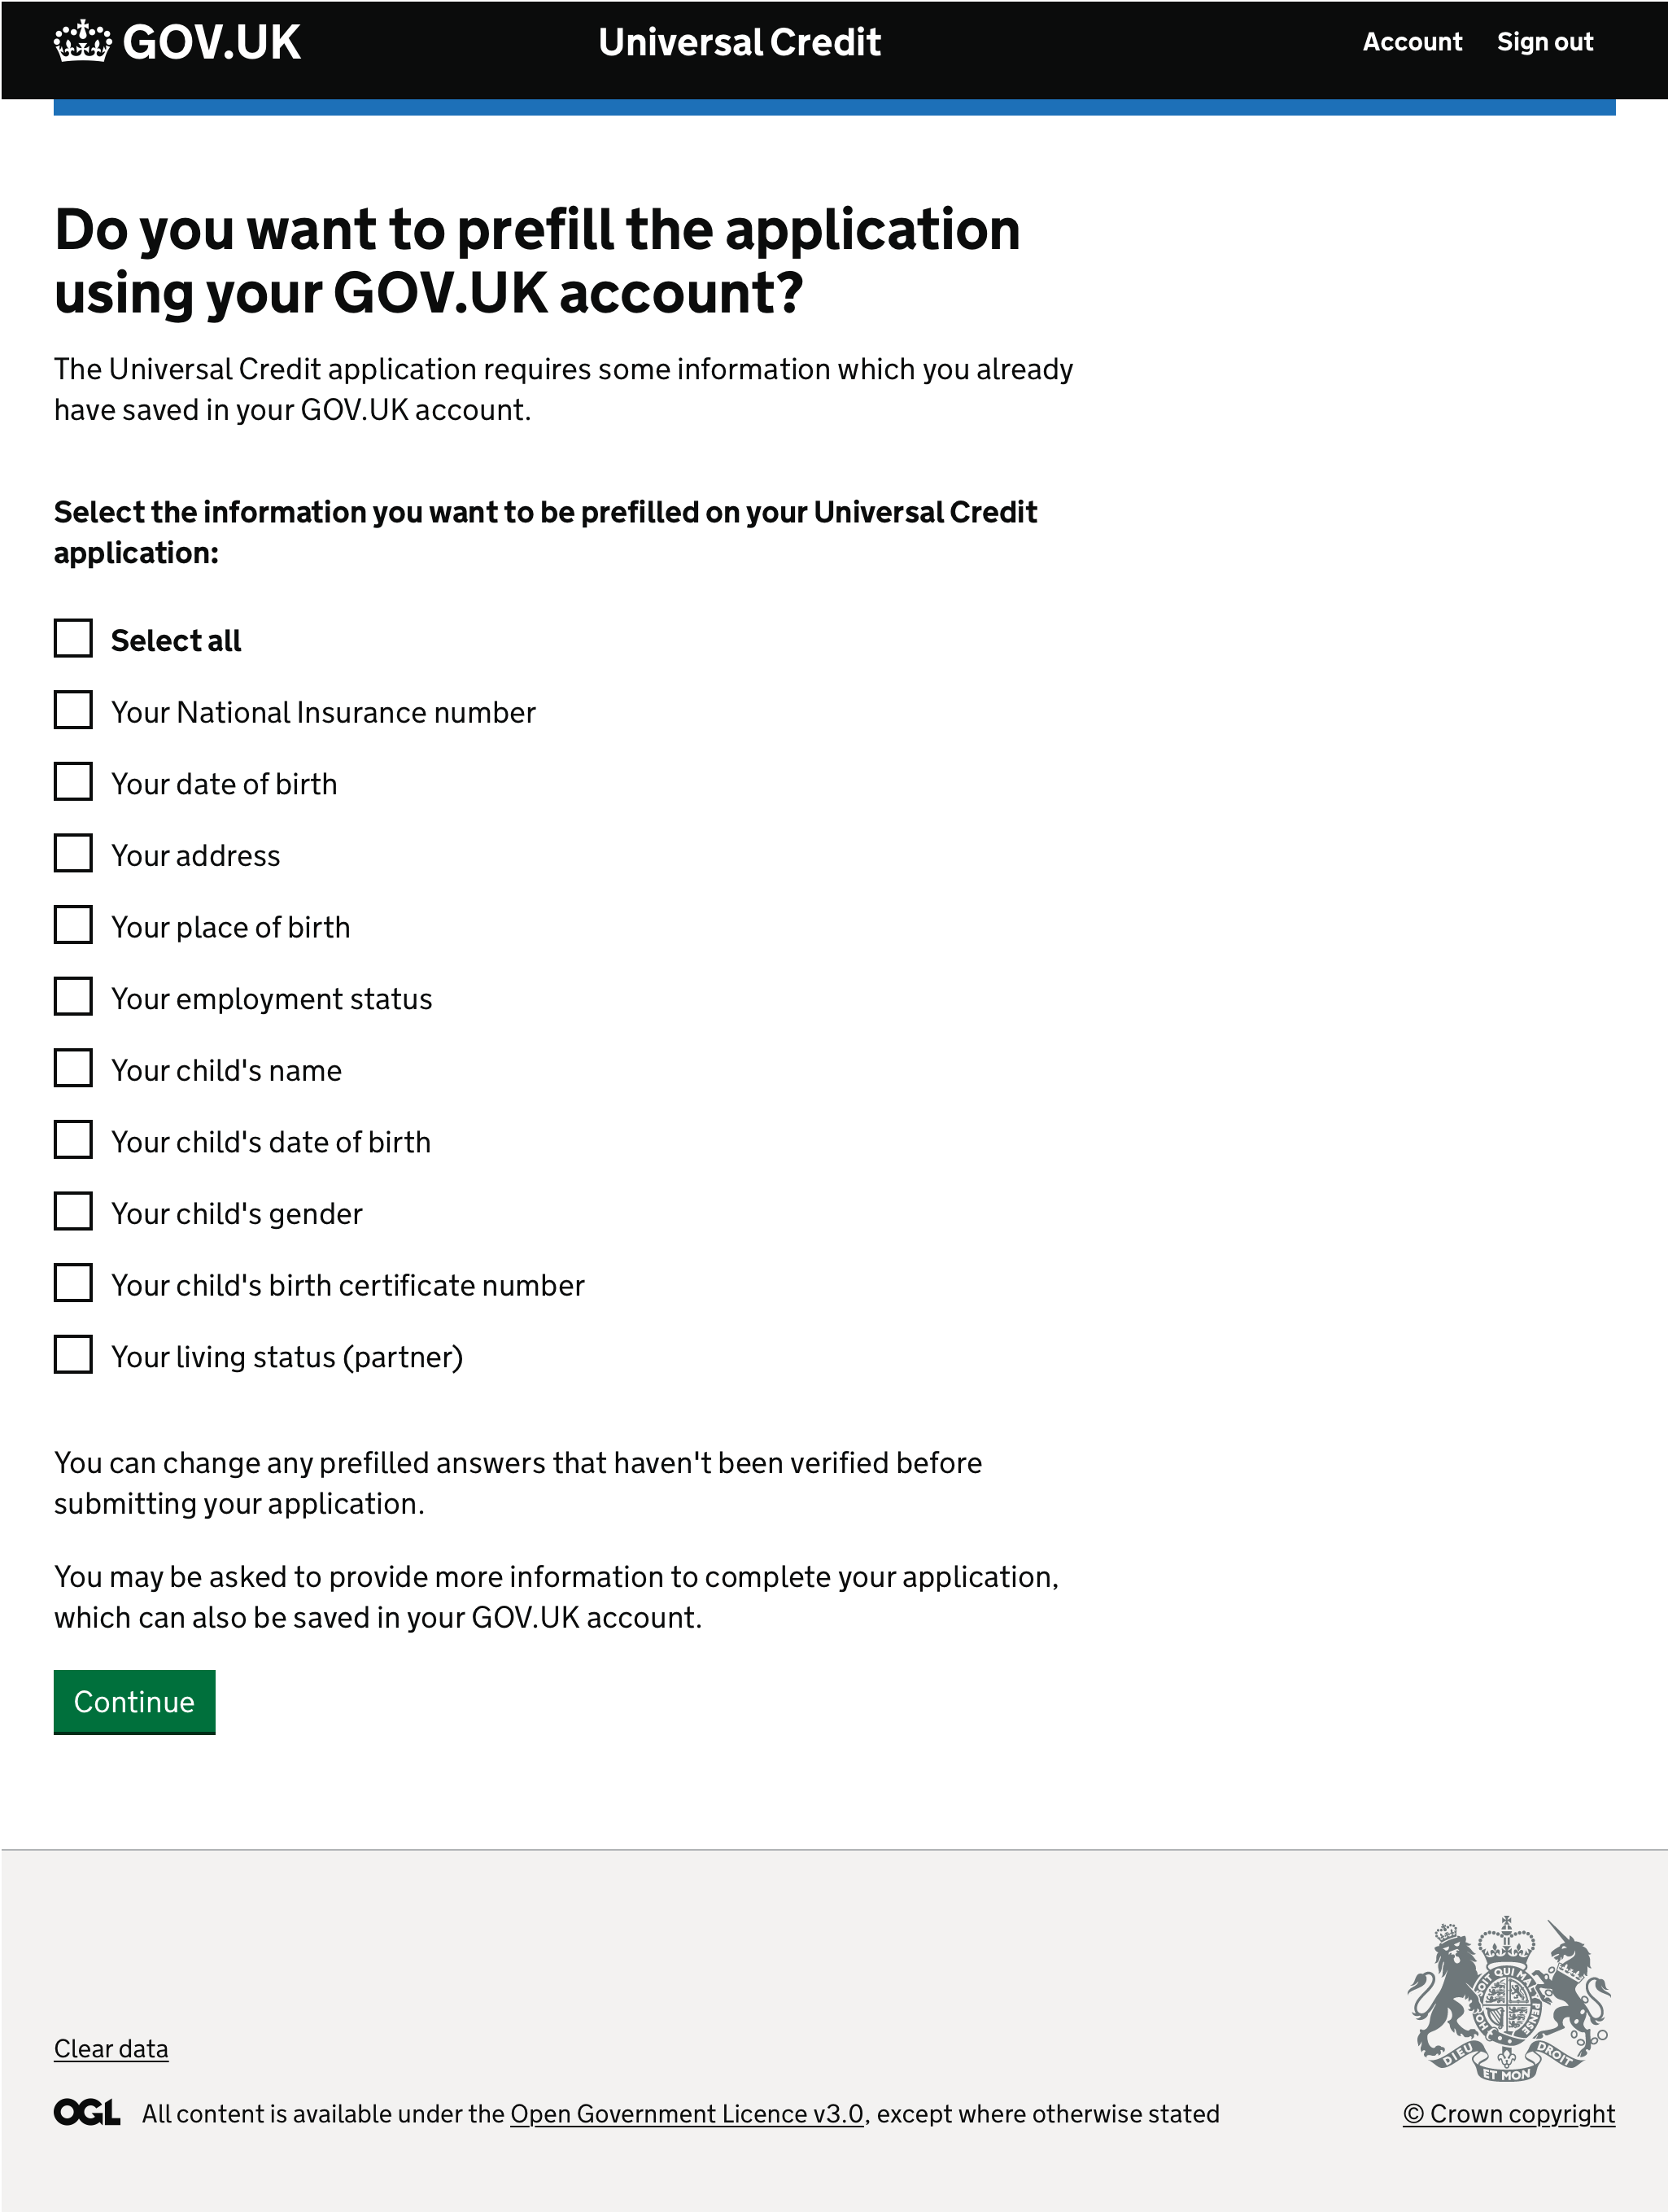 GOV.UK
Universal Credit
Account
Sign out
Do you want to prefill the application
using your GOV.UK account?
The Universal Credit application requires some information which you already
have saved in your GOV.UK account.
Select the information you want to be prefilled on your Universal Credit
application:
Select all
Your National Insurance number
Your date of birth
Your address
Your place of birth
Your employment status
Your child's name
Your child's date of birth
Your child's gender
Your child's birth certificate number
Your living status (partner)
You can change any prefilled answers that haven't been verified before
submitting your application.
You may be asked to provide more information to complete your application,
which can also be saved in your GOV.UK account.
Continue
Clear data
OGL All content is available under the Open Government Licence v3.0, except where otherwise stated
DIEU ET MON DROIT
© Crown copyright